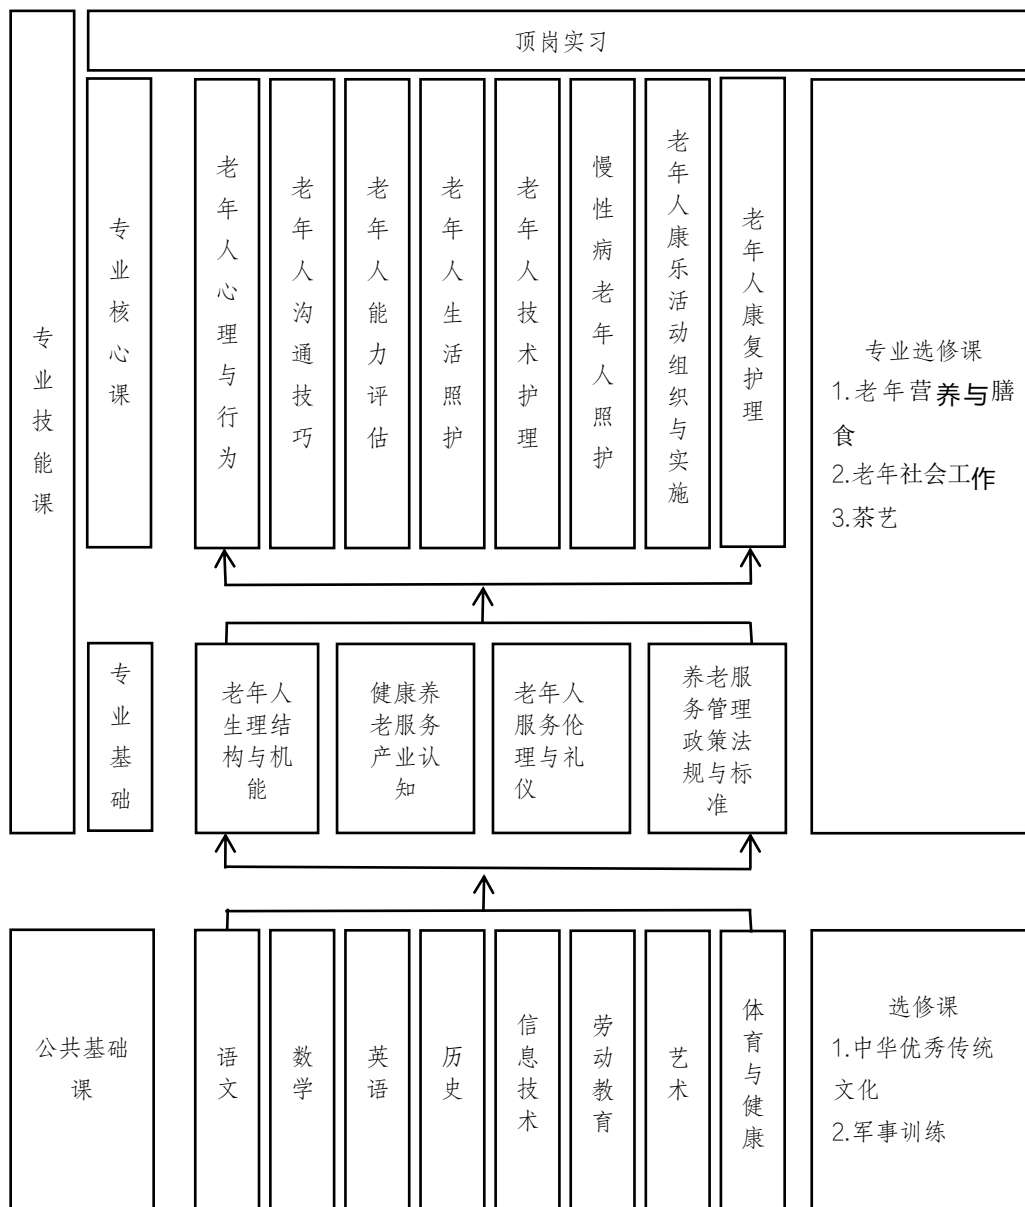 顶岗实习
专业技能课
专业核心课
老年人心理与行为
老年人沟通技巧
老年人能力评估
老年人生活照护
老年人技术护理
慢性病老年人照护
老年人康乐活动组织与实施
老年人康复护理
专业选修课
1.老年营养与膳
食
2.老年社会工作
3.茶艺
专业基础
老年人
生理结
构与机
能
健康养
老服务
产业认
知
老年人
服务伦
理与礼
仪
养老服
务管理
政策法
规与标
准
公共基础
课
语文
数学
英语
历史
信息技术
劳动教育
艺术
体育与健康
选修课
1.中华优秀传统
文化
2.军事训练